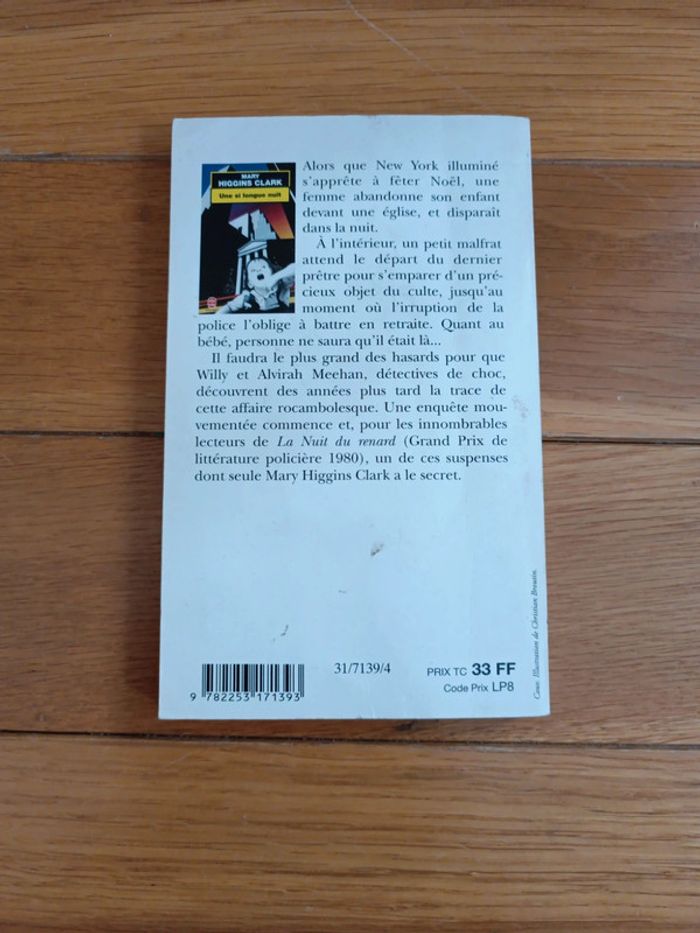 MARY
HIGGINS CLARK
Une si longue nuit
Alors que New York illuminé
s'apprête à fêter Noël, une
femme abandonne son enfant
devant une église, et disparaît
dans la nuit.
À l'intérieur, un petit malfrat
attend le départ du dernier
prêtre pour s'emparer d'un pré-
cieux objet du culte, jusqu'au
moment où l'irruption de la
police l'oblige à battre en retraite. Quant au
bébé, personne ne saura qu'il était là...
Il faudra le plus grand des hasards pour que
Willy et Alvirah Meehan, détectives de choc,
découvrent des années plus tard la trace de
cette affaire rocambolesque. Une enquête mou-
vementée commence et, pour les innombrables
lecteurs de La Nuit du renard (Grand Prix de
littérature policière 1980), un de ces suspenses
dont seule Mary Higgins Clark a le secret.
Couv. Illustration de Christian Broutin.
31/7139/4
PRIX TC 33 FF
Code Prix LP8
9 782253 171393